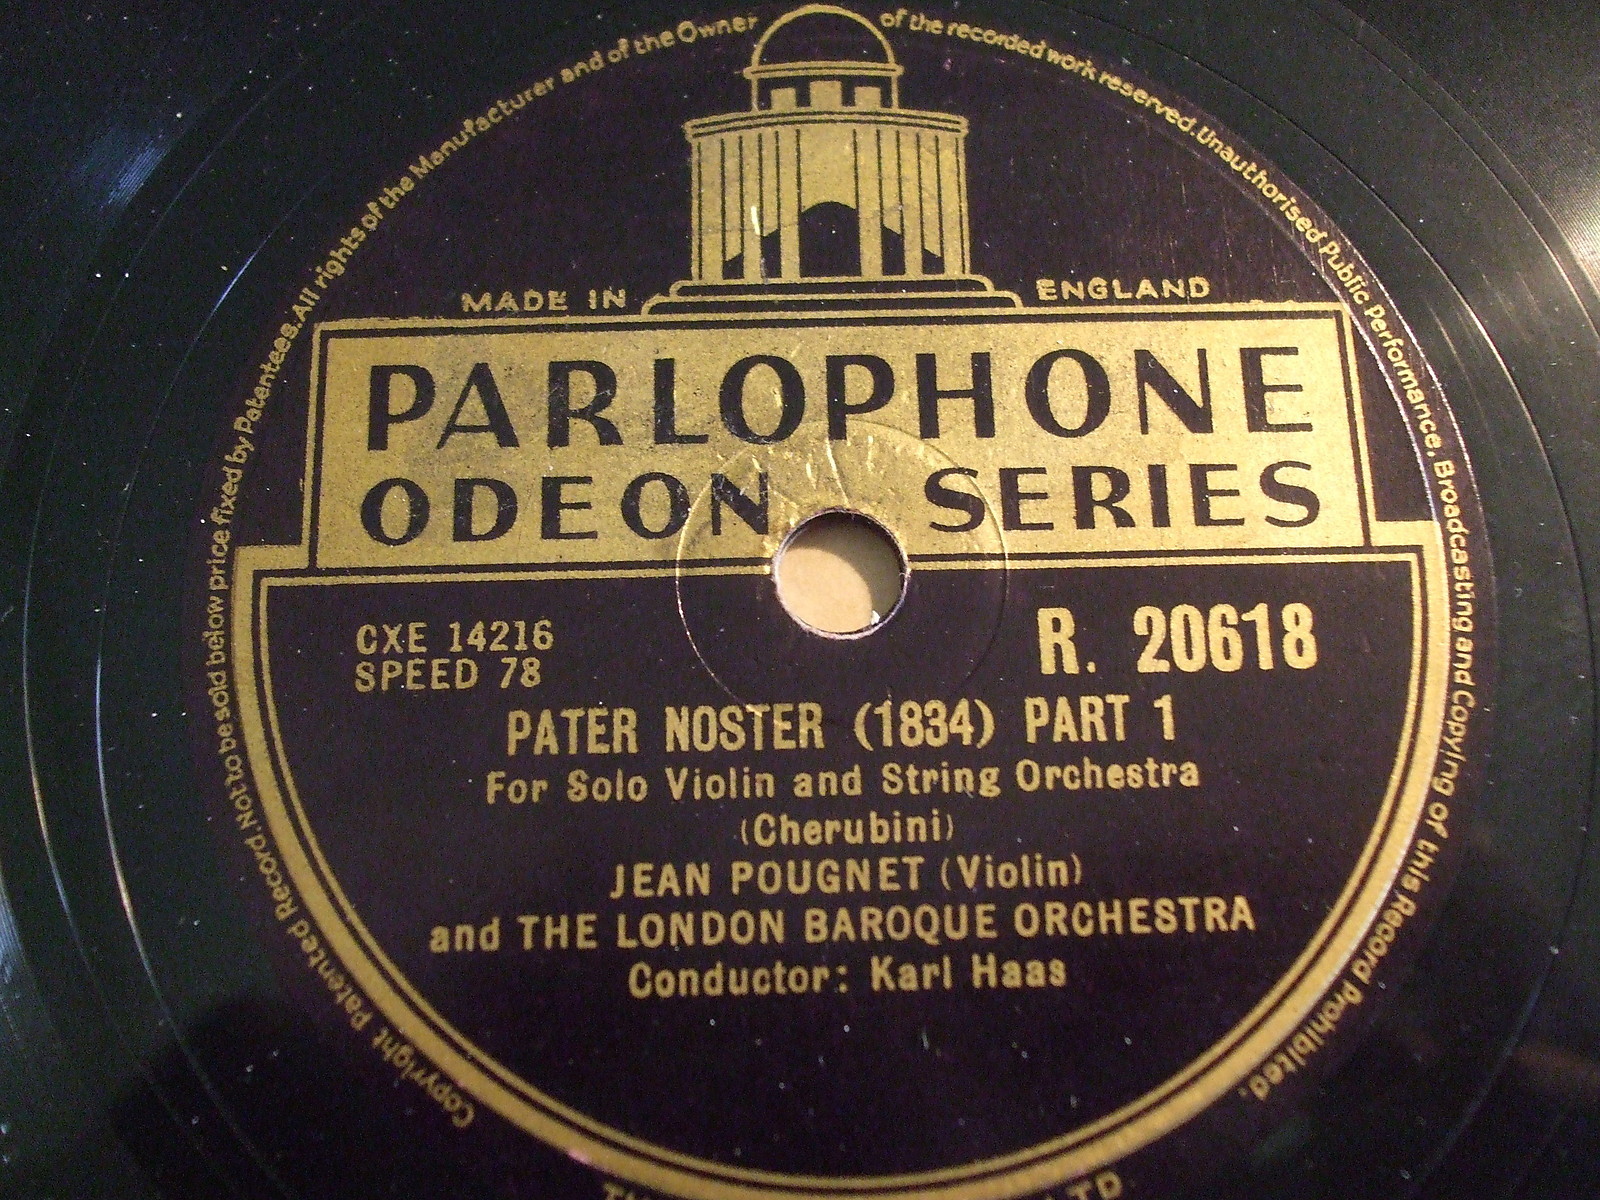 Copyright Patented Record. Not to be sold below price fixed by Patentees. All rights of the Manufacturer and of the Owner of the recorded work reserved. Unauthorised Public Performance, Broadcasting and Copying of this Record Prohibited.
MADE IN ENGLAND
PARLOPHONE
ODEON SERIES
CXE 14216
SPEED 78
R. 20618
PATER NOSTER (1834) PART 1
For Solo Violin and String Orchestra
(Cherubini)
JEAN POUGNET (Violin)
and THE LONDON BAROQUE ORCHESTRA
Conductor: Karl Haas
LTD